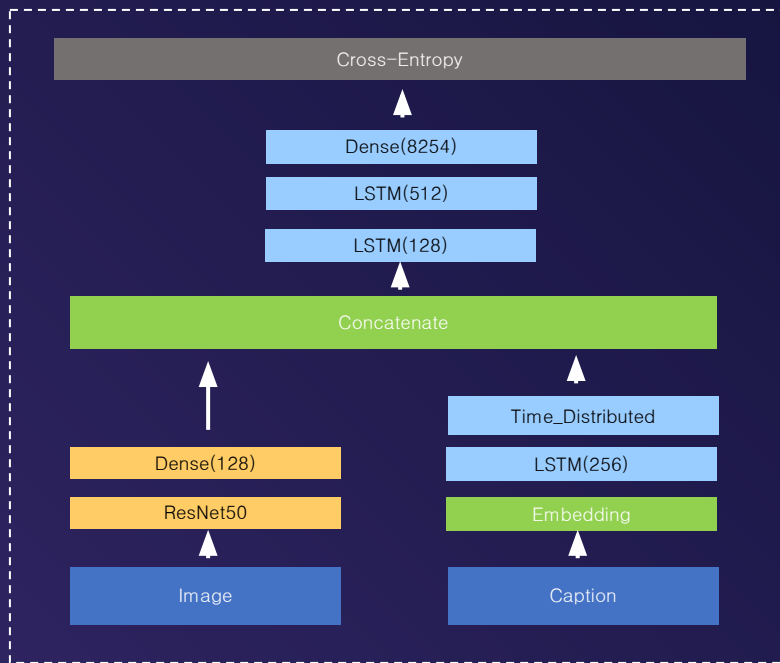 Cross-Entropy
Dense(8254)
LSTM(512)
LSTM(128)
Concatenate
Time_Distributed
Dense(128)
LSTM(256)
ResNet50
Embedding
Image
Caption